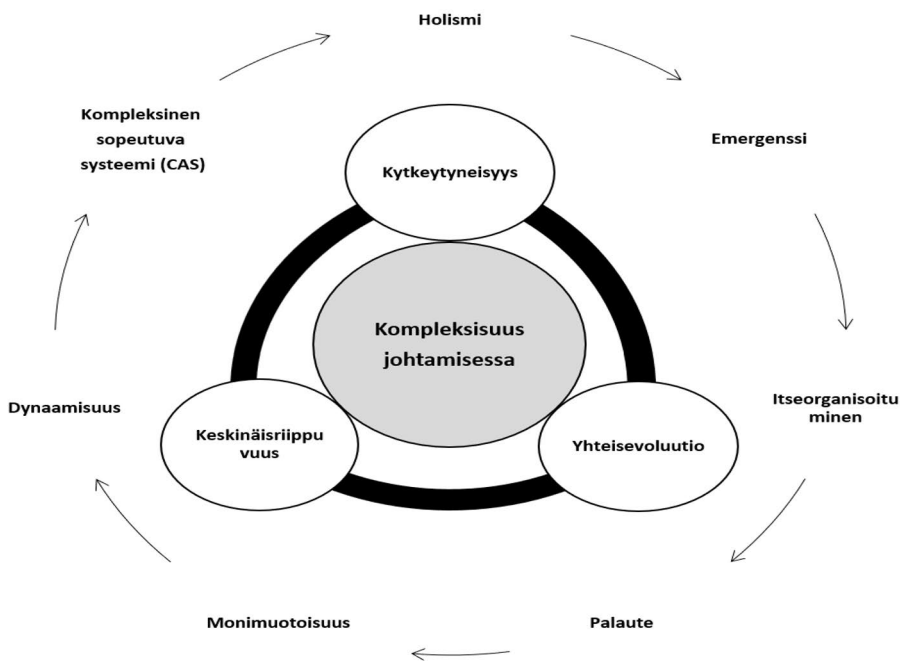 Holismi
Kompleksinen
sopeutuva
systeemi (CAS)
Emergenssi
Kytkeytyneisyys
Kompleksisuus
johtamisessa
Dynaamisuus
Itseorganisoitu
minen
Keskinäisriippu
vuus
Yhteisevoluutio
Monimuotoisuus
Palaute